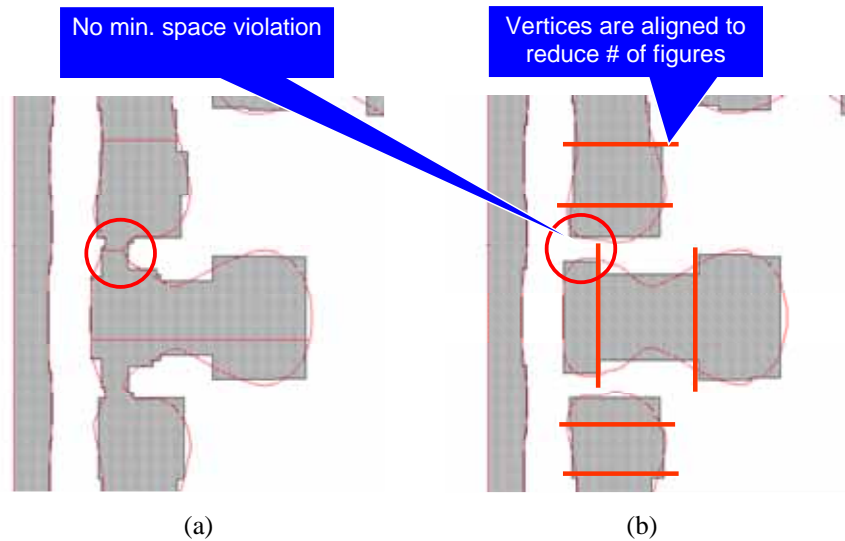 No min. space violation
Vertices are aligned to
reduce # of figures
(a)
(b)